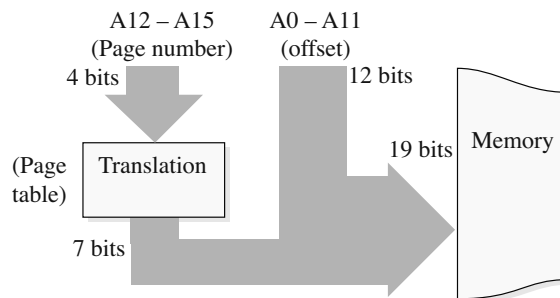 A12 – A15
(Page number)
A0 – A11
(offset)
4 bits
12 bits
(Page
table)
Translation
19 bits
Memory
7 bits